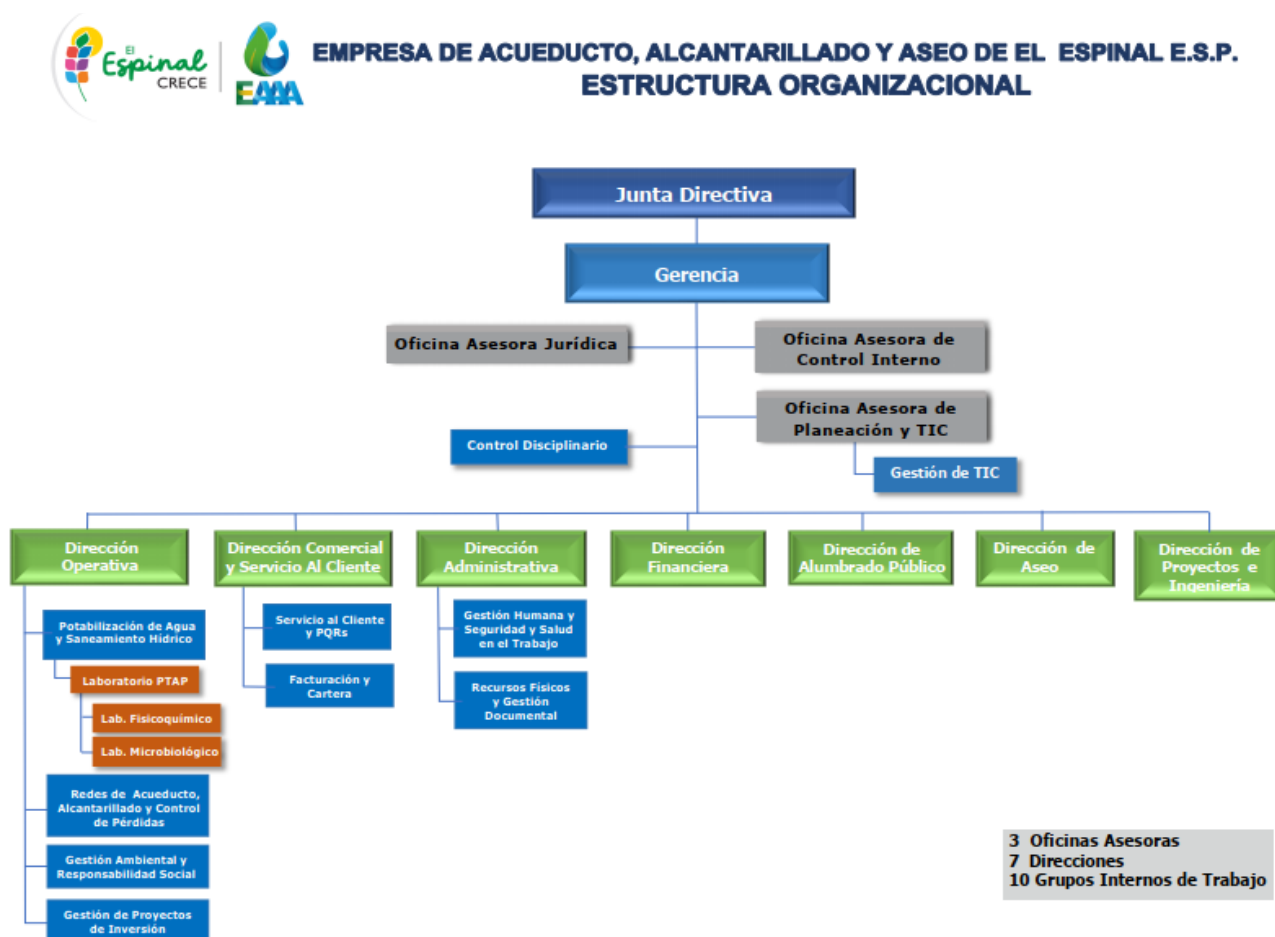 El
Espinal
CRECE
EAAA
EMPRESA DE ACUEDUCTO, ALCANTARILLADO Y ASEO DE EL ESPINAL E.S.P.
ESTRUCTURA ORGANIZACIONAL
Junta Directiva
Gerencia
Oficina Asesora Jurídica
Oficina Asesora de
Control Interno
Oficina Asesora de
Planeación y TIC
Control Disciplinario
Gestión de TIC
Dirección
Operativa
Dirección Comercial
y Servicio Al Cliente
Dirección
Administrativa
Dirección
Financiera
Dirección de
Alumbrado Público
Dirección de
Aseo
Dirección de
Proyectos e
Ingeniería
Potabilización de Agua
y Saneamiento Hídrico
Laboratorio PTAP
Lab. Fisicoquímico
Lab. Microbiológico
Redes de Acueducto,
Alcantarillado y Control
de Pérdidas
Gestión Ambiental y
Responsabilidad Social
Gestión de Proyectos
de Inversión
Servicio al Cliente
y PQRs
Facturación y
Cartera
Gestión Humana y
Seguridad y Salud
en el Trabajo
Recursos Físicos
y Gestión
Documental
3 Oficinas Asesoras
7 Direcciones
10 Grupos Internos de Trabajo